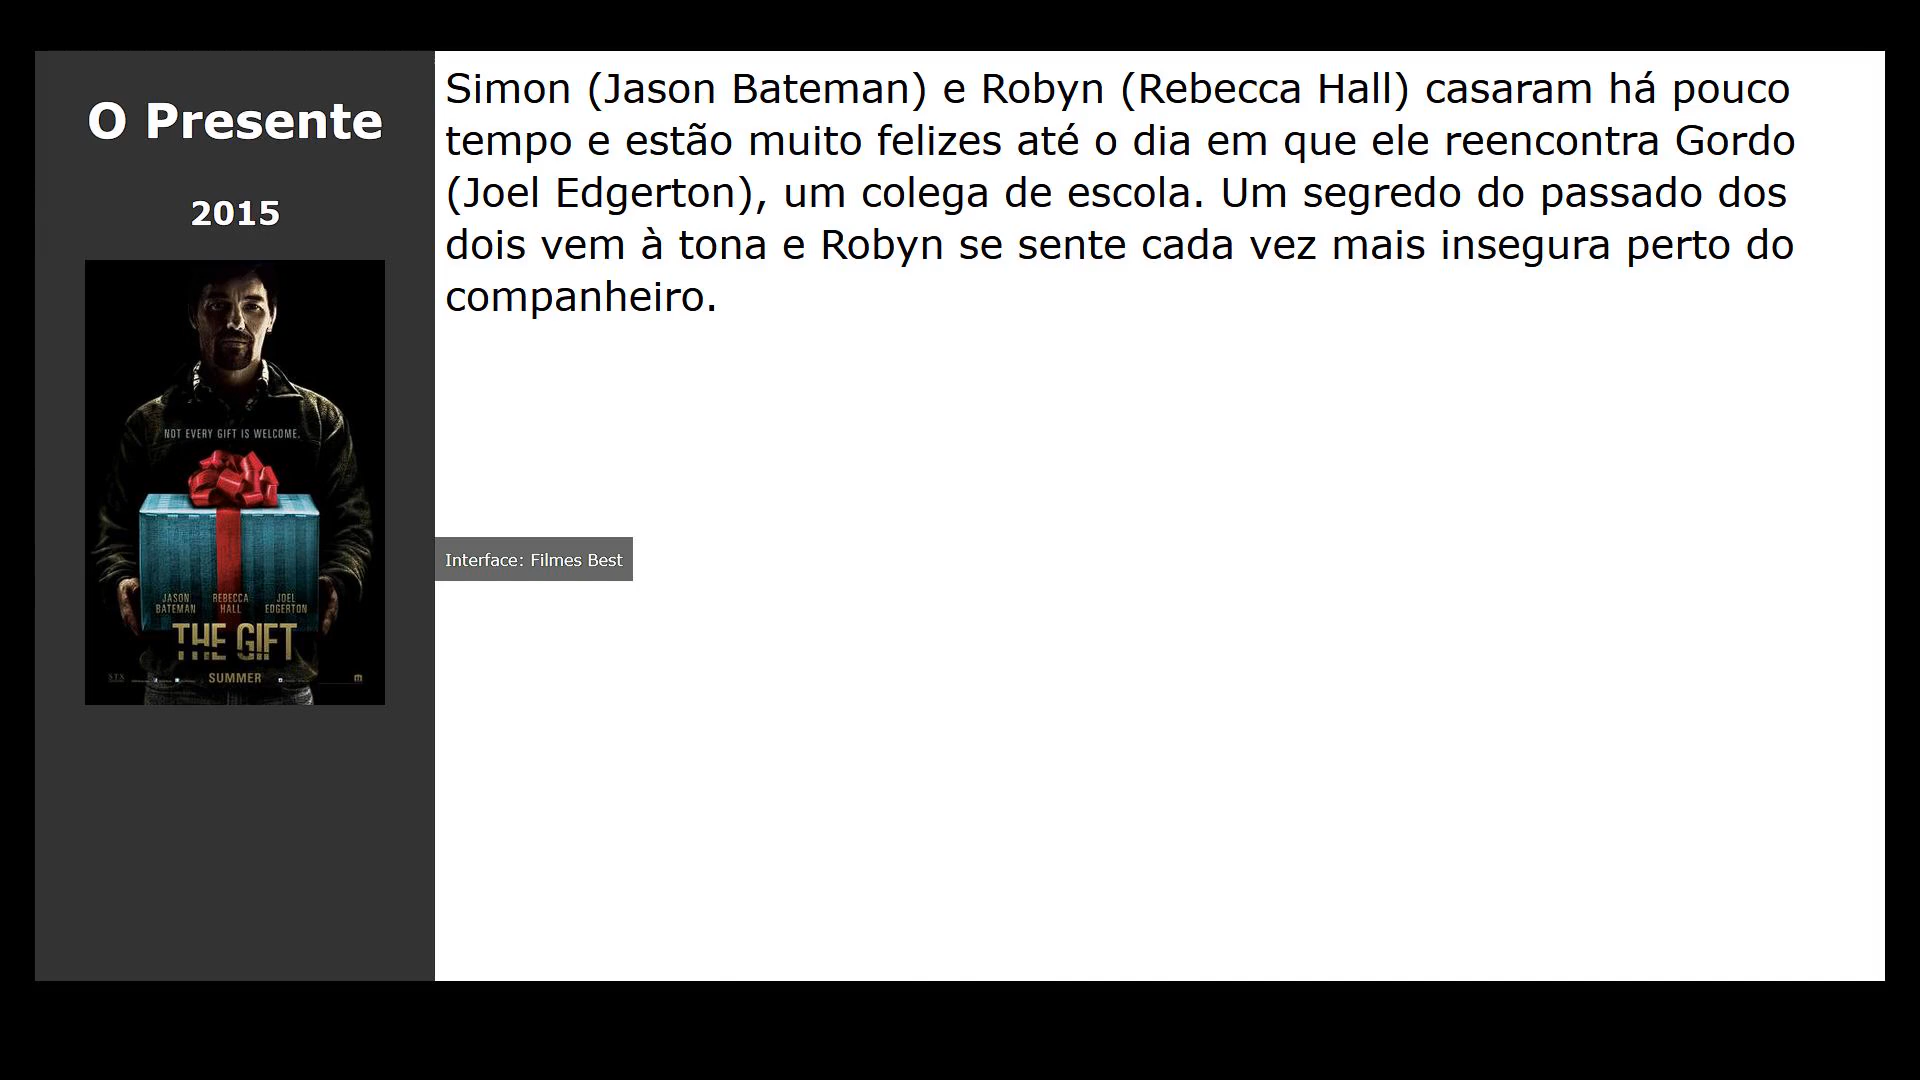 O Presente
2015
NOT EVERY GIFT IS WELCOME.
JASON BATEMAN REBECCA HALL JOEL EDGERTON
THE GIFT
STX
SUMMER
Simon (Jason Bateman) e Robyn (Rebecca Hall) casaram há pouco
tempo e estão muito felizes até o dia em que ele reencontra Gordo
(Joel Edgerton), um colega de escola. Um segredo do passado dos
dois vem à tona e Robyn se sente cada vez mais insegura perto do
companheiro.
Interface: Filmes Best